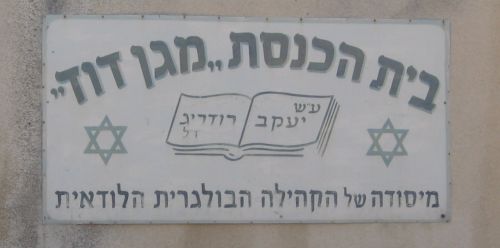 בית הכנסת „מגן דוד"
ע"ש
יעקב רודריג
ז"ל
מיסודה של הקהילה הבולגרית הלודאית